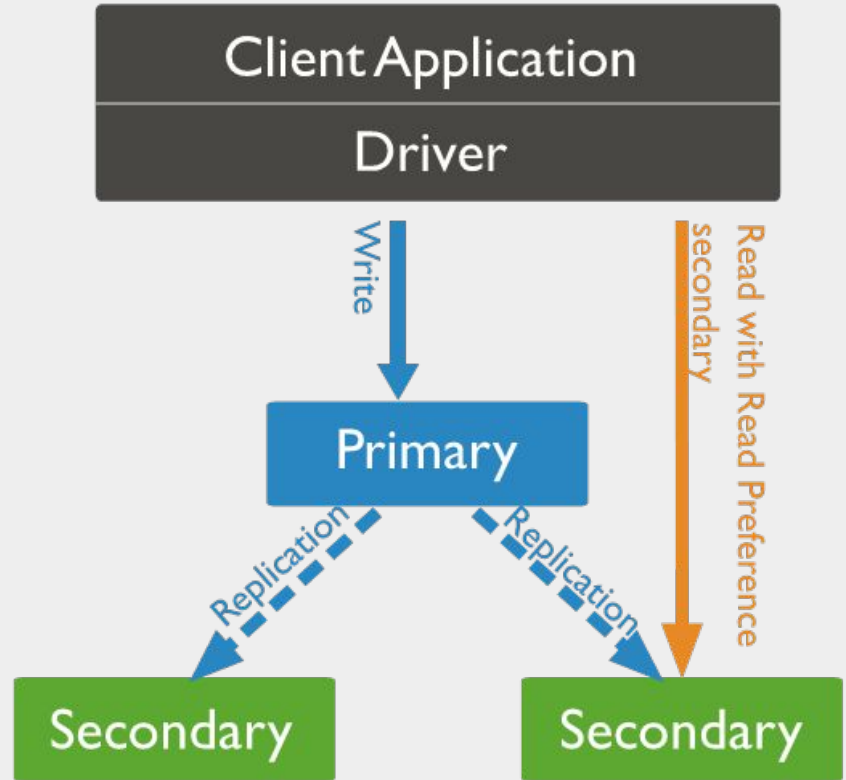 Client Application
Driver
Write
Read with Read Preference
secondary
Primary
Replication
Replication
Secondary
Secondary